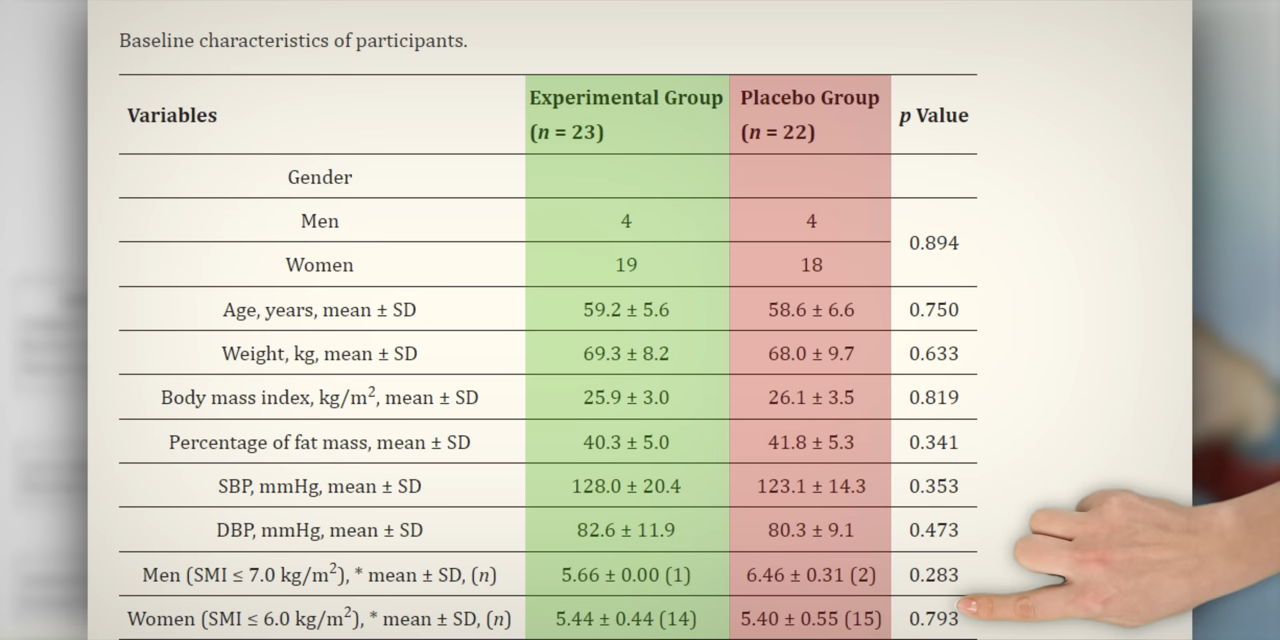 Baseline characteristics of participants.
Variables Experimental Group (n = 23) Placebo Group (n = 22) p Value
Gender
Men 4 4 0.894
Women 19 18
Age, years, mean ± SD 59.2 ± 5.6 58.6 ± 6.6 0.750
Weight, kg, mean ± SD 69.3 ± 8.2 68.0 ± 9.7 0.633
Body mass index, kg/m², mean ± SD 25.9 ± 3.0 26.1 ± 3.5 0.819
Percentage of fat mass, mean ± SD 40.3 ± 5.0 41.8 ± 5.3 0.341
SBP, mmHg, mean ± SD 128.0 ± 20.4 123.1 ± 14.3 0.353
DBP, mmHg, mean ± SD 82.6 ± 11.9 80.3 ± 9.1 0.473
Men (SMI ≤ 7.0 kg/m²), * mean ± SD, (n) 5.66 ± 0.00 (1) 6.46 ± 0.31 (2) 0.283
Women (SMI ≤ 6.0 kg/m²), * mean ± SD, (n) 5.44 ± 0.44 (14) 5.40 ± 0.55 (15) 0.793